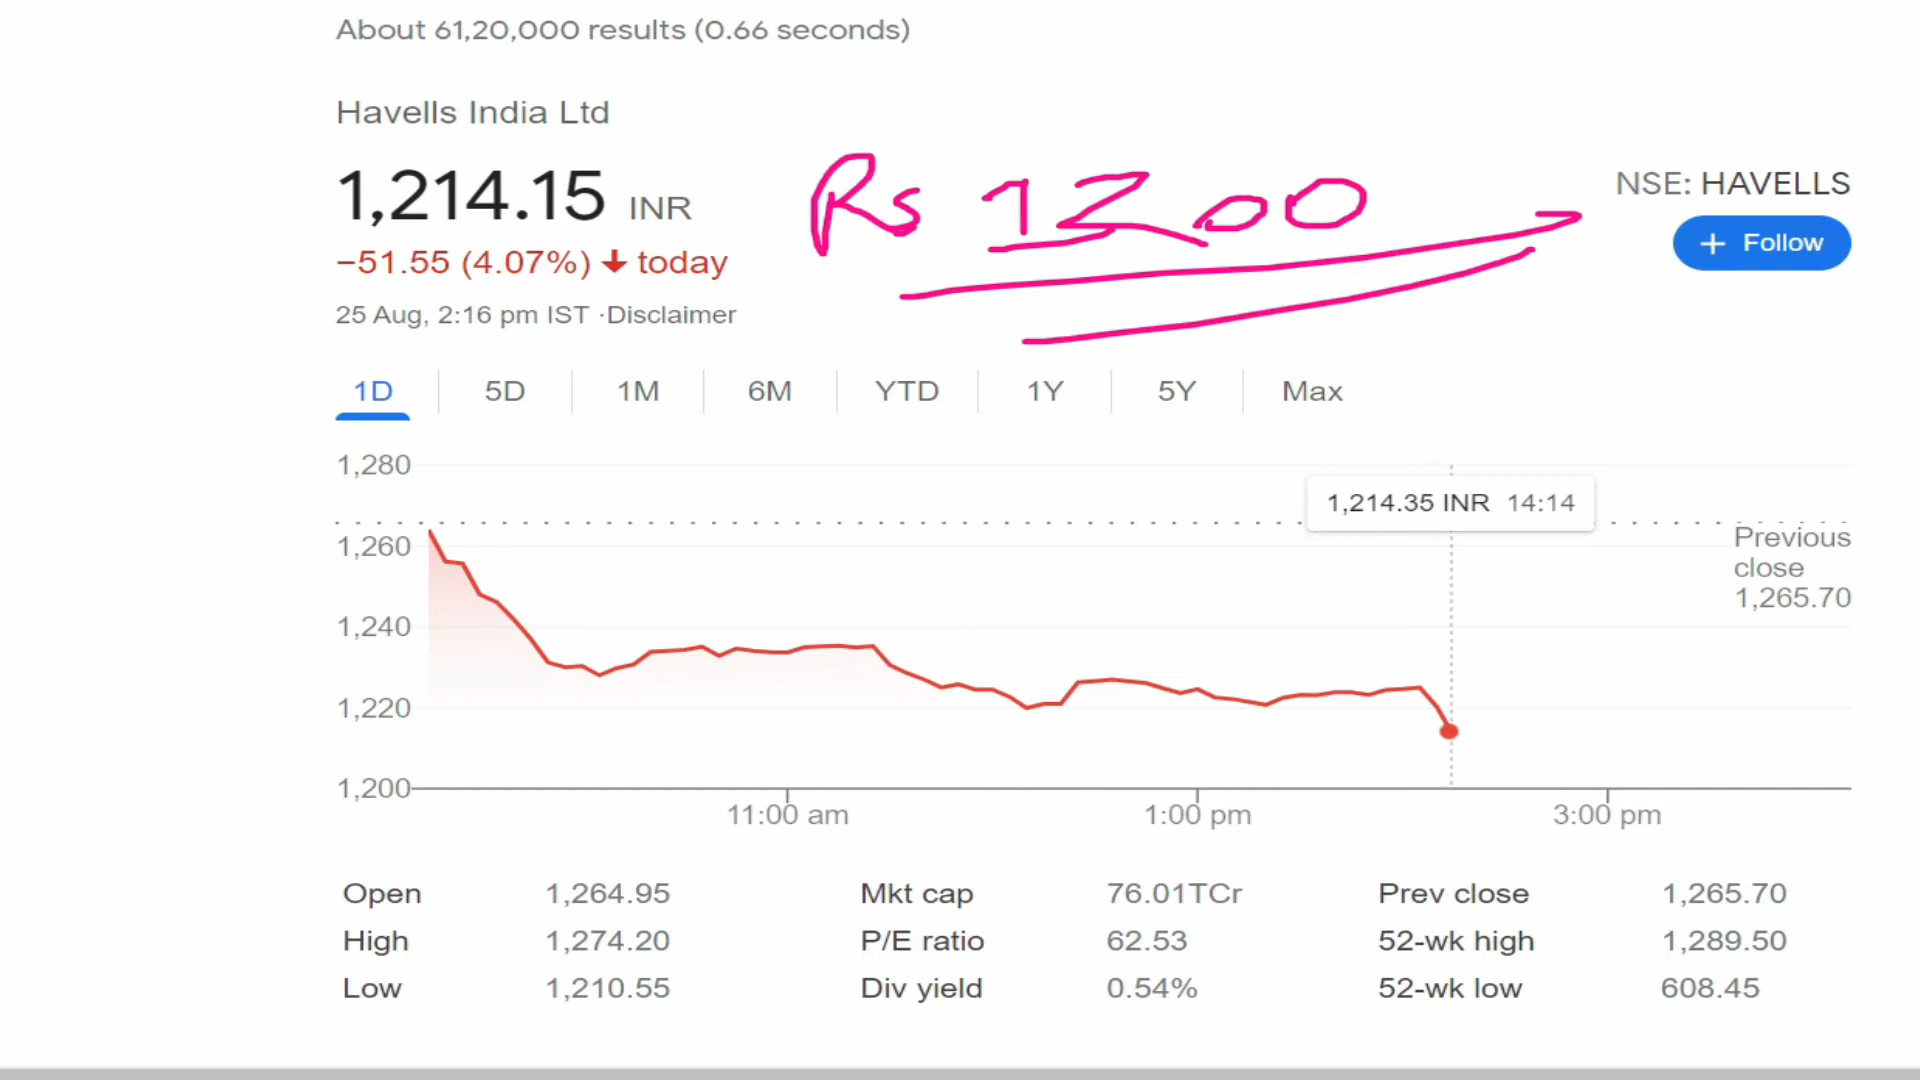 About 61,20,000 results (0.66 seconds)
Havells India Ltd
1,214.15 INR
Rs 1200
NSE: HAVELLS
+ Follow
−51.55 (4.07%) ↓ today
25 Aug, 2:16 pm IST ·Disclaimer
1D 5D 1M 6M YTD 1Y 5Y Max
1,280
1,214.35 INR 14:14
1,260
Previous
close
1,265.70
1,240
1,220
1,200
11:00 am 1:00 pm 3:00 pm
Open 1,264.95 Mkt cap 76.01TCr Prev close 1,265.70
High 1,274.20 P/E ratio 62.53 52-wk high 1,289.50
Low 1,210.55 Div yield 0.54% 52-wk low 608.45